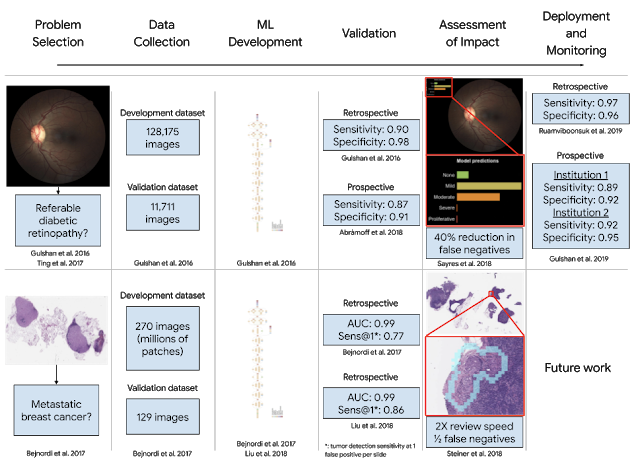 Problem
Selection
Data
Collection
ML
Development
Validation
Assessment
of Impact
Deployment
and
Monitoring
Referable
diabetic
retinopathy?
Gulshan et al. 2016
Ting et al. 2017
Development dataset
128,175
images
Validation dataset
11,711
images
Gulshan et al. 2016
Gulshan et al. 2016
Retrospective
Sensitivity: 0.90
Specificity: 0.98
Gulshan et al. 2016
Prospective
Sensitivity: 0.87
Specificity: 0.91
Abràmoff et al. 2018
Model predictions
None
Mild
Moderate
Severe
Proliferative
40% reduction in
false negatives
Sayres et al. 2018
Retrospective
Sensitivity: 0.97
Specificity: 0.96
Ruamviboonsuk et al. 2019
Prospective
Institution 1
Sensitivity: 0.89
Specificity: 0.92
Institution 2
Sensitivity: 0.92
Specificity: 0.95
Gulshan et al. 2019
Metastatic
breast cancer?
Bejnordi et al. 2017
Development dataset
270 images
(millions of
patches)
Validation dataset
129 images
Bejnordi et al. 2017
Bejnordi et al. 2017
Liu et al. 2018
Retrospective
AUC: 0.99
Sens@1*: 0.77
Bejnordi et al. 2017
Retrospective
AUC: 0.99
Sens@1*: 0.86
Liu et al. 2018
*: tumor detection sensitivity at 1
false positive per slide
2X review speed
½ false negatives
Steiner et al. 2018
Future work